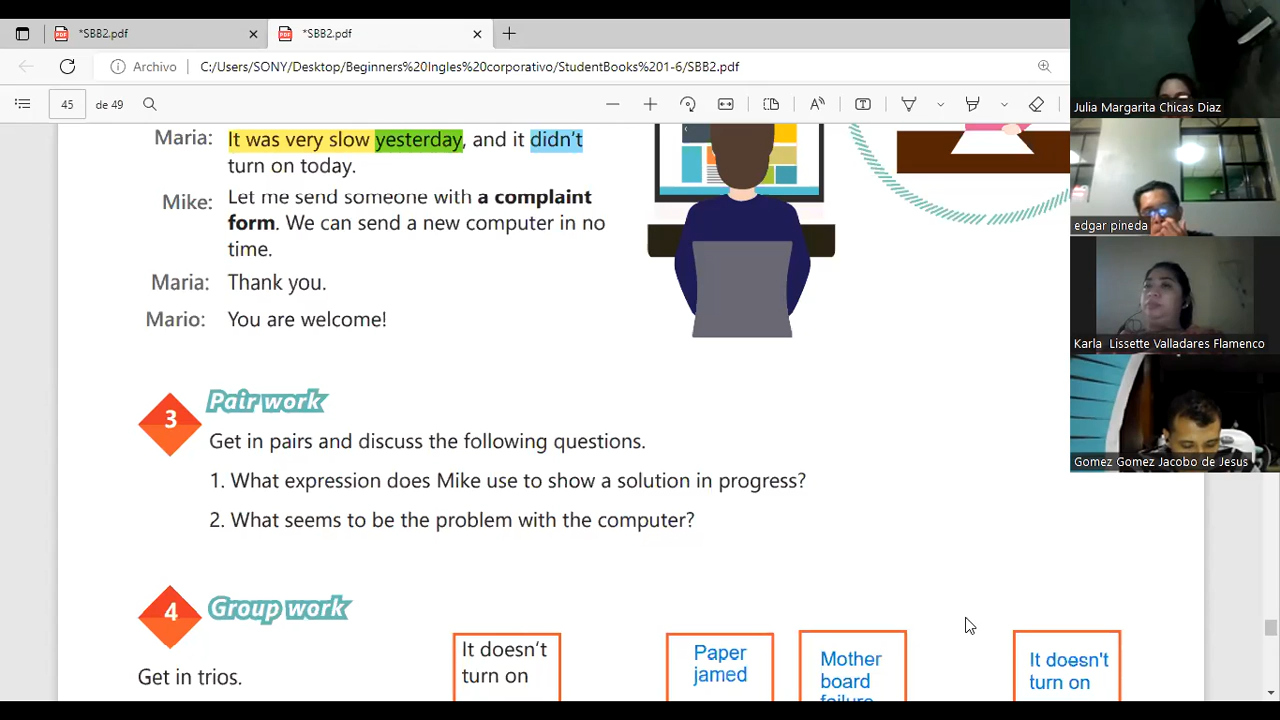 *SBB2.pdf
*SBB2.pdf
Archivo
C:/Users/SONY/Desktop/Beginners%20Ingles%20corporativo/StudentBooks%201-6/SBB2.pdf
45
de 49
Maria: It was very slow yesterday, and it didn't
turn on today.
Mike: Let me send someone with a complaint
form. We can send a new computer in no
time.
Maria: Thank you.
Mario: You are welcome!
3
Pair work
Get in pairs and discuss the following questions.
1. What expression does Mike use to show a solution in progress?
2. What seems to be the problem with the computer?
4
Group work
Get in trios.
It doesn't
turn on
Paper
jamed
Mother
board
failure
It doesn't
turn on
Julia Margarita Chicas Diaz
edgar pineda
Karla Lissette Valladares Flamenco
Gomez Gomez Jacobo de Jesus